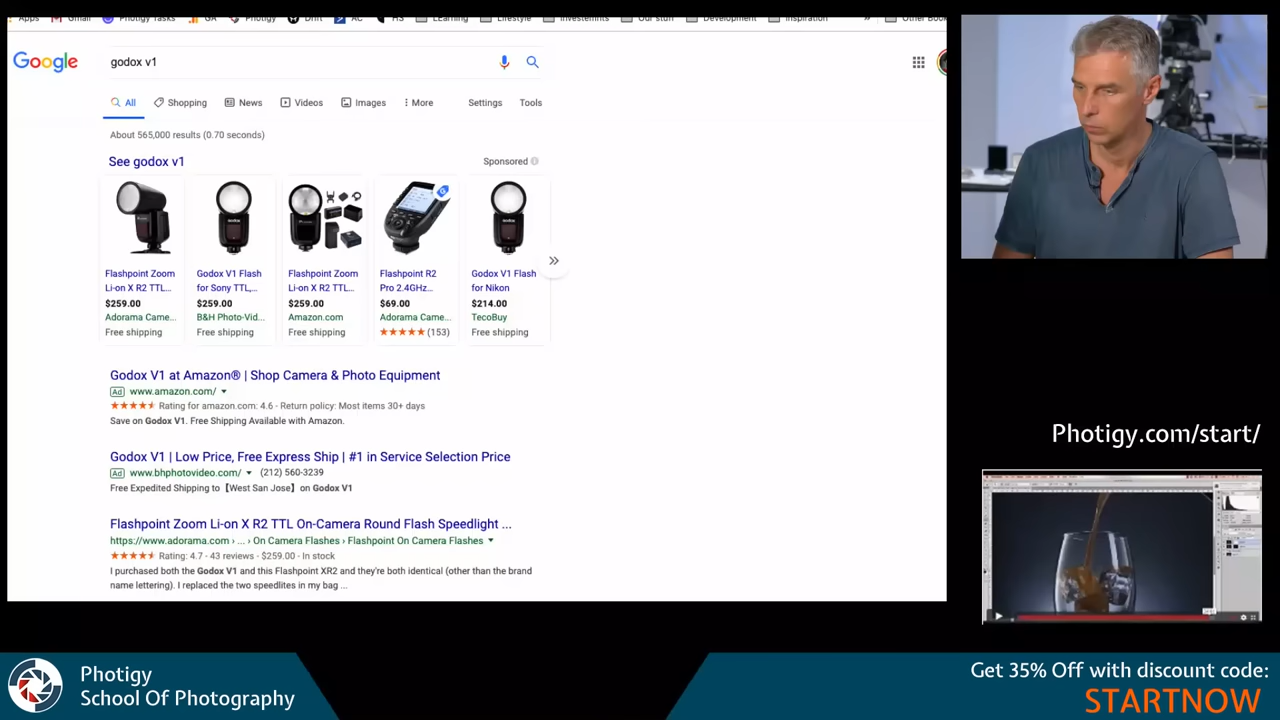 Apps
Gmail
Photigy Tasks
GA
Photigy
Drift
AC
HS
LEarning
Lifestyle
Investemnts
Our stuff
Development
Inspiration
»
Google
godox v1
All
Shopping
News
Videos
Images
More
Settings
Tools
About 565,000 results (0.70 seconds)
See godox v1
Sponsored
Flashpoint Zoom
Li-on X R2 TTL...
$259.00
Adorama Came...
Free shipping
Godox V1 Flash
for Sony TTL,...
$259.00
B&H Photo-Vid...
Free shipping
Flashpoint Zoom
Li-on X R2 TTL...
$259.00
Amazon.com
Free shipping
Flashpoint R2
Pro 2.4GHz...
$69.00
Adorama Came...
★★★★★ (153)
Godox V1 Flash
for Nikon
$214.00
TecoBuy
Free shipping
Godox V1 at Amazon® | Shop Camera & Photo Equipment
Ad www.amazon.com/
Rating for amazon.com: 4.6 - Return policy: Most items 30+ days
Save on Godox V1. Free Shipping Available with Amazon.
Godox V1 | Low Price, Free Express Ship | #1 in Service Selection Price
Ad www.bhphotovideo.com/ (212) 560-3239
Free Expedited Shipping to【West San Jose】on Godox V1
Flashpoint Zoom Li-on X R2 TTL On-Camera Round Flash Speedlight ...
https://www.adorama.com › ... › On Camera Flashes › Flashpoint On Camera Flashes
Rating: 4.7 - 43 reviews - $259.00 - In stock
I purchased both the Godox V1 and this Flashpoint XR2 and they're both identical (other than the brand
name lettering). I replaced the two speedlites in my bag ...
Photigy.com/start/
Photigy
School Of Photography
Get 35% Off with discount code:
STARTNOW